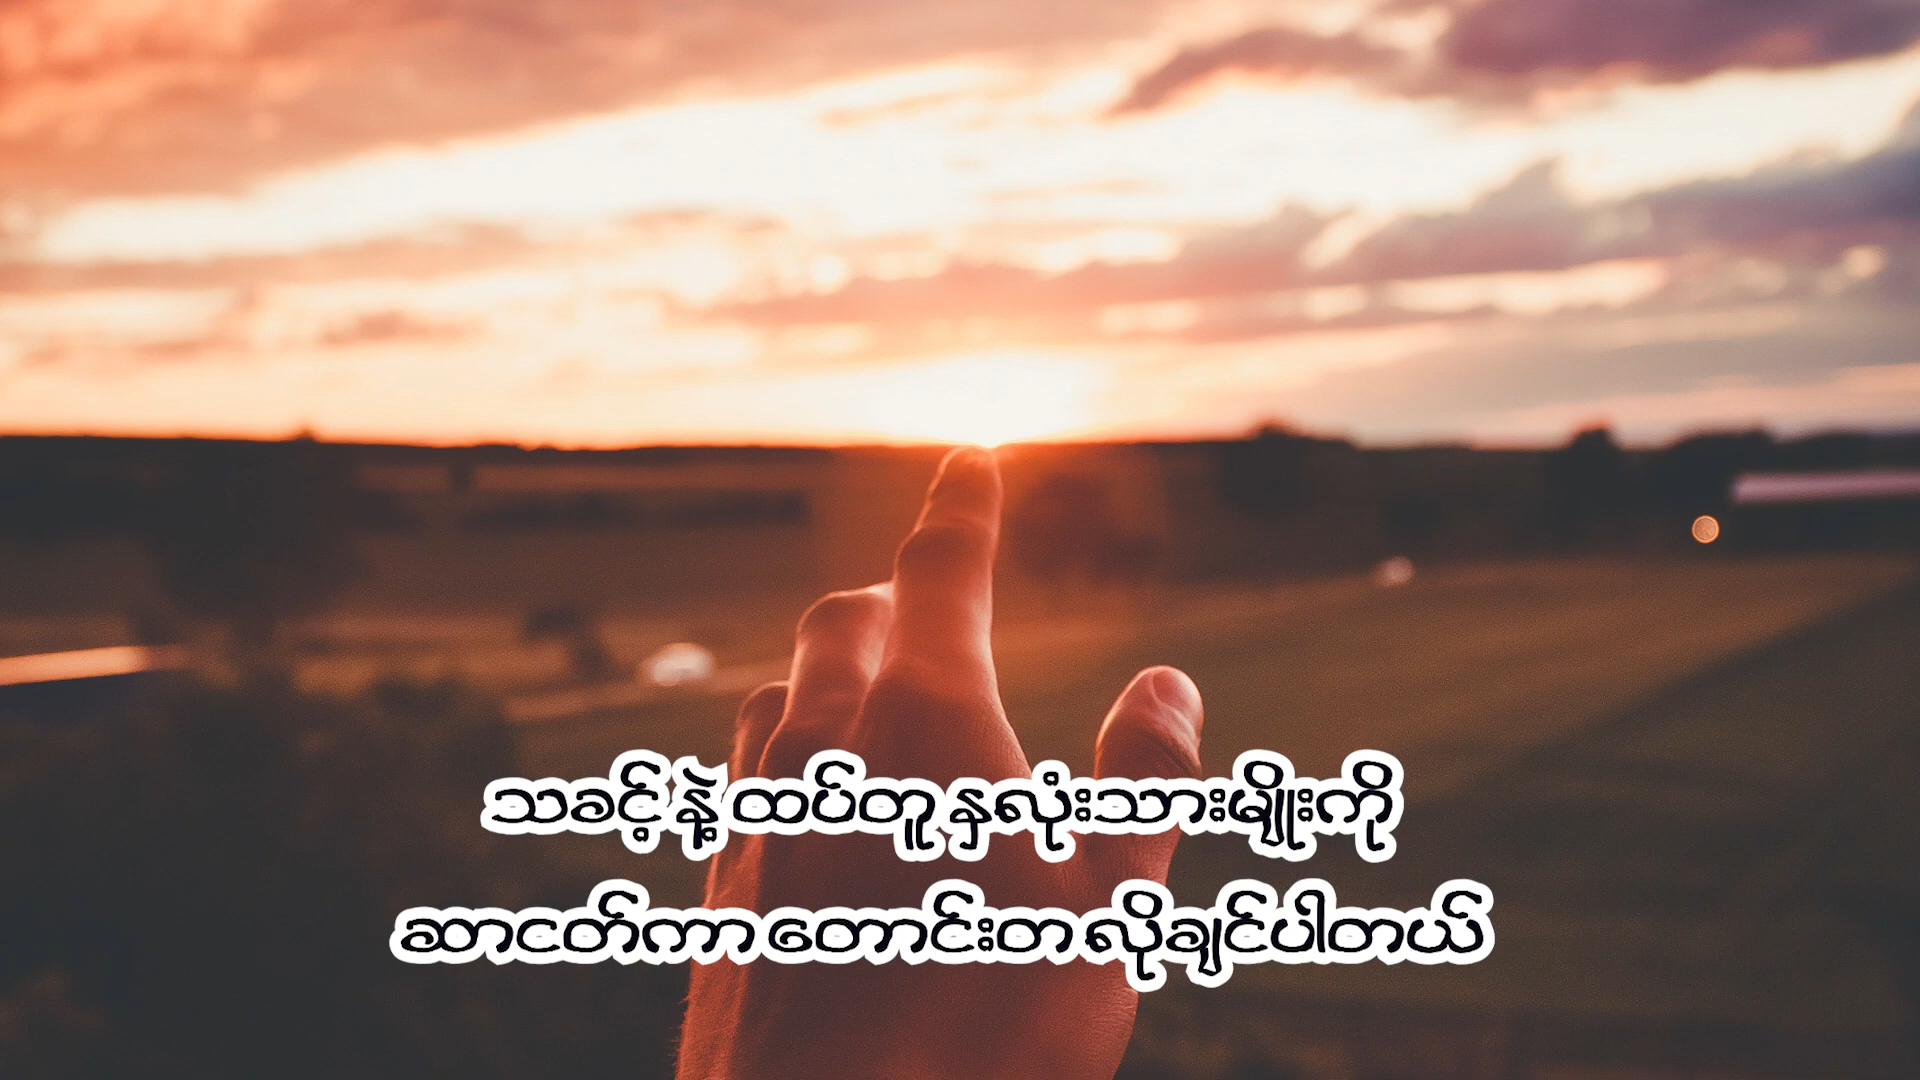 သခင့် နဲ့ ထပ်တူ နှလုံးသားမျိုးကို
ဆာငတ်ကာ တောင်းတ လိုချင်ပါတယ်